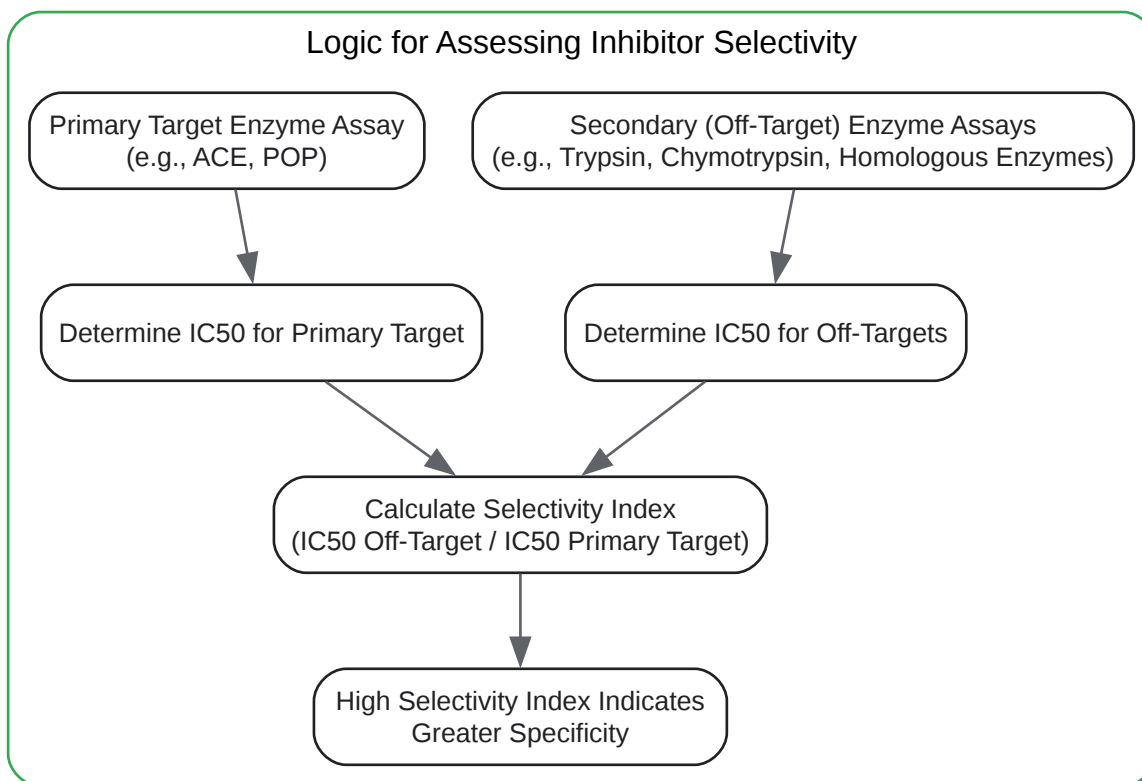 Logic for Assessing Inhibitor Selectivity
Primary Target Enzyme Assay
(e.g., ACE, POP)
Secondary (Off-Target) Enzyme Assays
(e.g., Trypsin, Chymotrypsin, Homologous Enzymes)
Determine IC50 for Primary Target
Determine IC50 for Off-Targets
Calculate Selectivity Index
(IC50 Off-Target / IC50 Primary Target)
High Selectivity Index Indicates
Greater Specificity